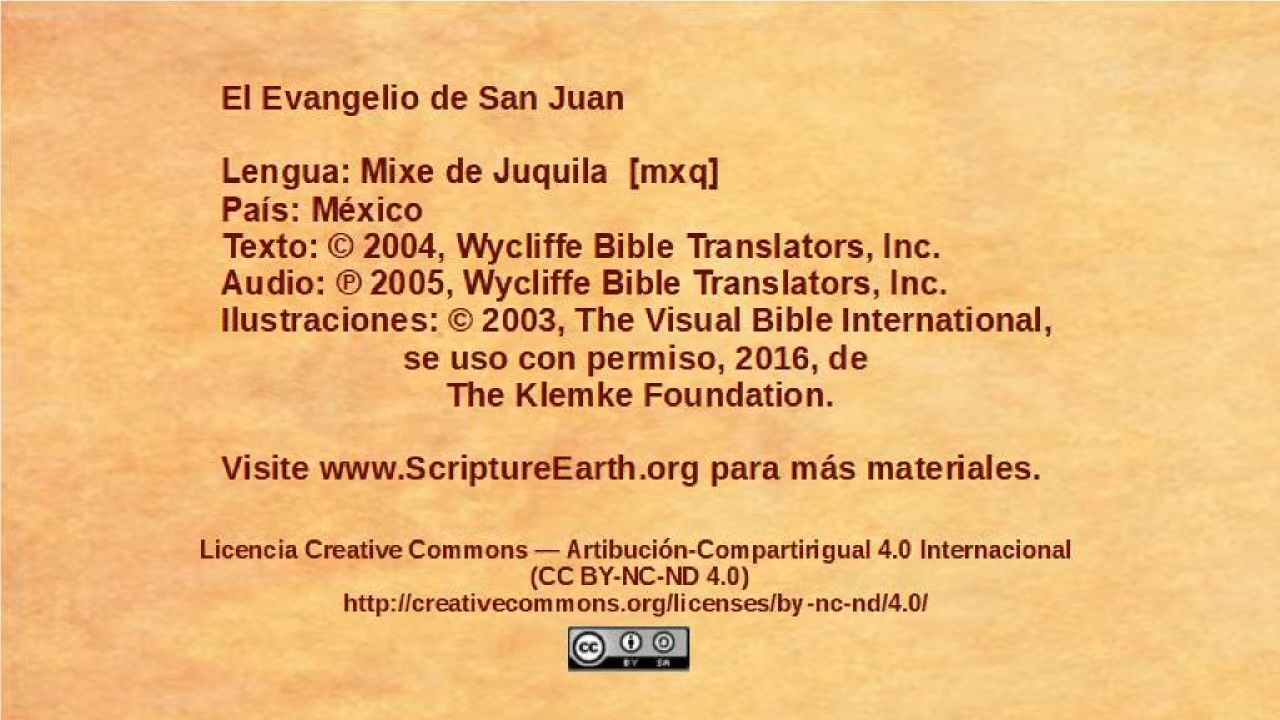 El Evangelio de San Juan
Lengua: Mixe de Juquila [mxq]
País: México
Texto: © 2004, Wycliffe Bible Translators, Inc.
Audio: ℗ 2005, Wycliffe Bible Translators, Inc.
Ilustraciones: © 2003, The Visual Bible International,
se uso con permiso, 2016, de
The Klemke Foundation.
Visite www.ScriptureEarth.org para más materiales.
Licencia Creative Commons — Artibución-Compartirigual 4.0 Internacional
(CC BY-NC-ND 4.0)
http://creativecommons.org/licenses/by-nc-nd/4.0/
cc BY SA